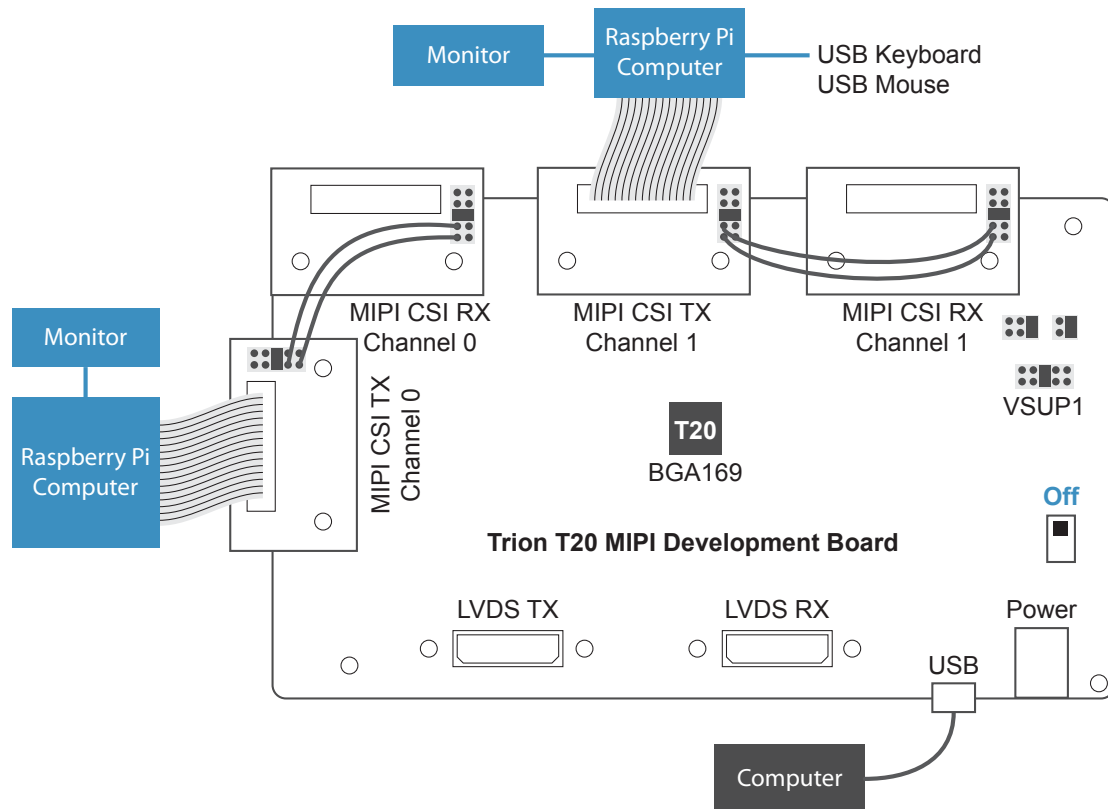 Monitor
Raspberry Pi
Computer
USB Keyboard
USB Mouse
MIPI CSI RX
Channel 0
MIPI CSI TX
Channel 1
MIPI CSI RX
Channel 1
Monitor
Raspberry Pi
Computer
MIPI CSI TX
Channel 0
VSUP1
T20
BGA169
Off
Trion T20 MIPI Development Board
LVDS TX
LVDS RX
Power
USB
Computer